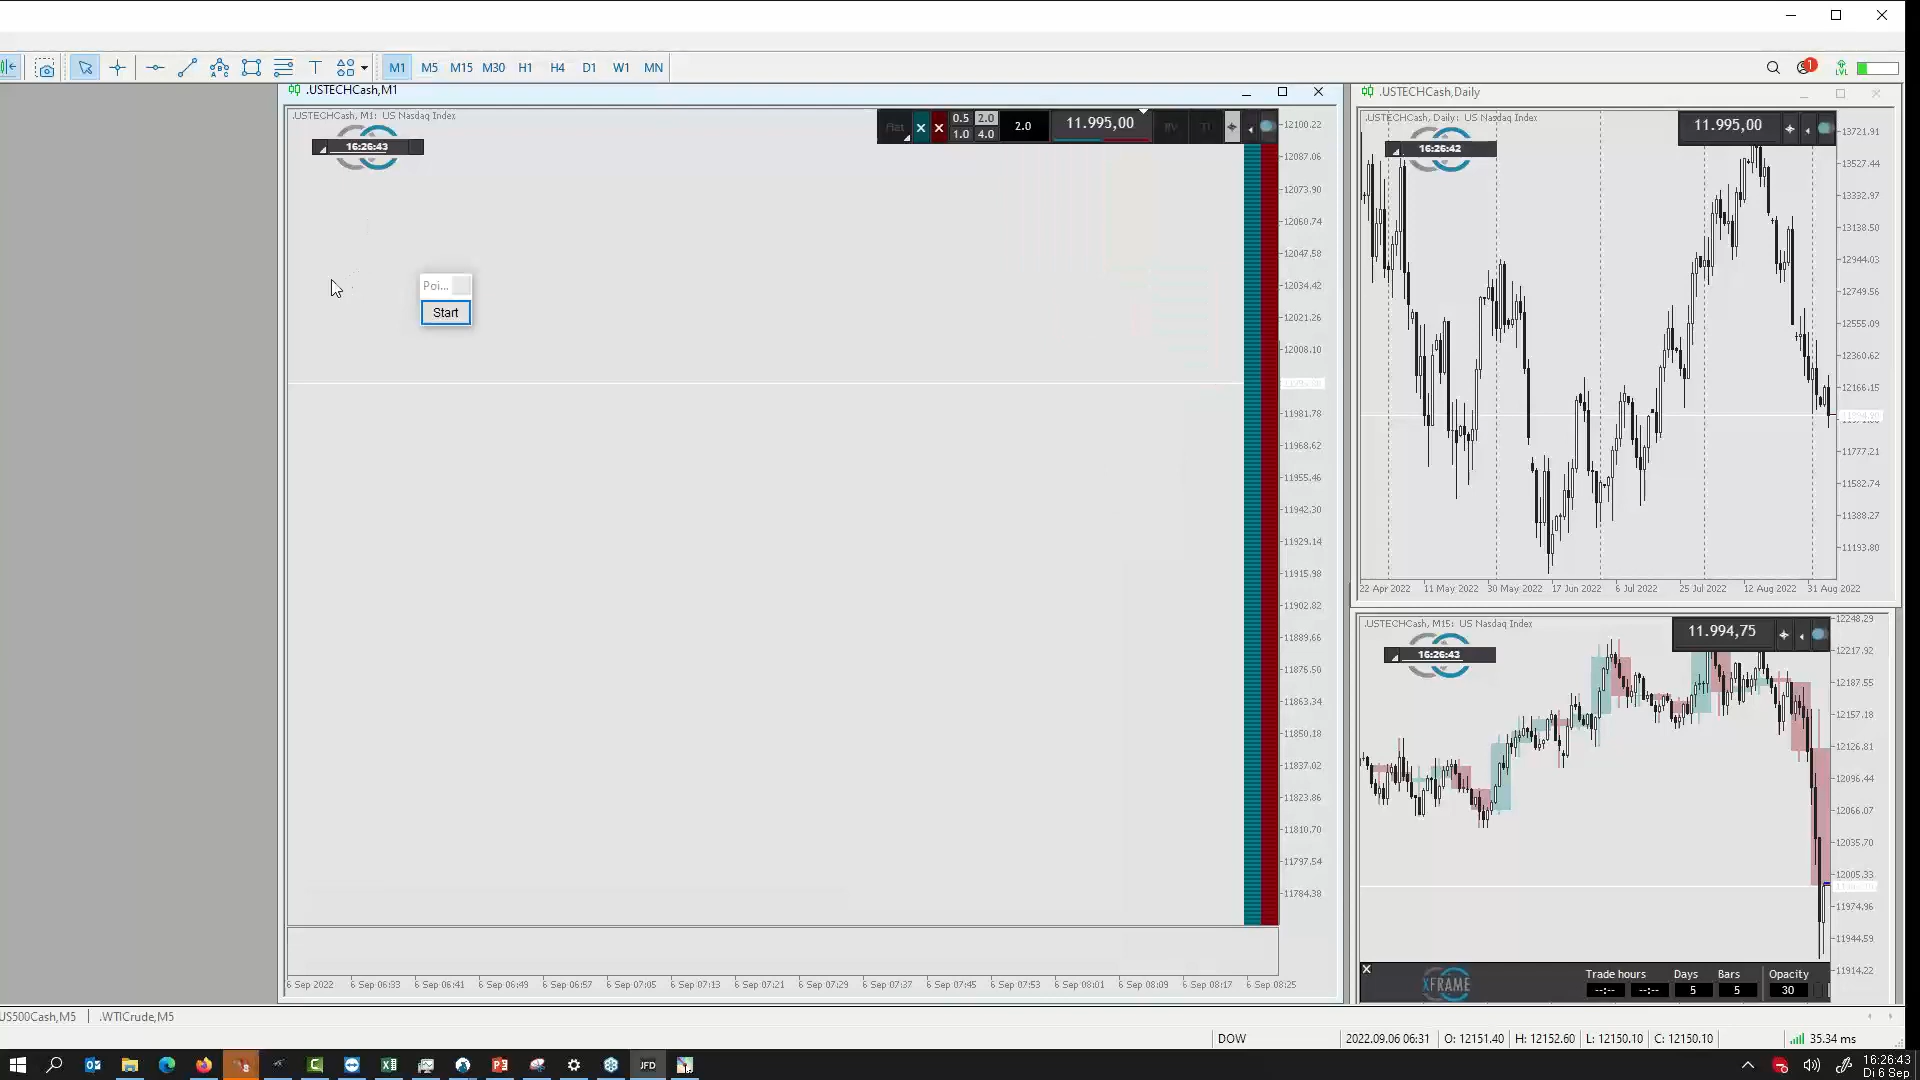 M1 M5 M15 M30 H1 H4 D1 W1 MN
1
LVL
.USTECHCash,M1
.USTECHCash, M1: US Nasdaq Index
16:26:43
Flat
0.5 2.0
1.0 4.0
2.0
11.995,00
Poi...
Start
12100.22
12087.06
12073.90
12060.74
12047.58
12034.42
12021.26
12008.10
11981.78
11968.62
11955.46
11942.30
11929.14
11915.98
11902.82
11889.66
11876.50
11863.34
11850.18
11837.02
11823.86
11810.70
11797.54
11784.38
6 Sep 2022 6 Sep 06:33 6 Sep 06:41 6 Sep 06:49 6 Sep 06:57 6 Sep 07:05 6 Sep 07:13 6 Sep 07:21 6 Sep 07:29 6 Sep 07:37 6 Sep 07:45 6 Sep 07:53 6 Sep 08:01 6 Sep 08:09 6 Sep 08:17 6 Sep 08:25
.USTECHCash,Daily
.USTECHCash, Daily: US Nasdaq Index
16:26:42
11.995,00
13721.91
13527.44
13332.97
13138.50
12944.03
12749.56
12555.09
12360.62
12166.15
11777.21
11582.74
11388.27
11193.80
22 Apr 2022 11 May 2022 30 May 2022 17 Jun 2022 6 Jul 2022 25 Jul 2022 12 Aug 2022 31 Aug 2022
.USTECHCash, M15: US Nasdaq Index
16:26:43
11.994,75
12248.29
12217.92
12187.55
12157.18
12126.81
12096.44
12066.07
12035.70
12005.33
11974.96
11944.59
11914.22
X
XFRAME
Trade hours Days Bars Opacity
--:-- --:-- 5 5 30
US500Cash,M5 | .WTICrude,M5
DOW
2022.09.06 06:31 O: 12151.40 H: 12152.60 L: 12150.10 C: 12150.10
35.34 ms
JFD
16:26:43
Di 6 Sep